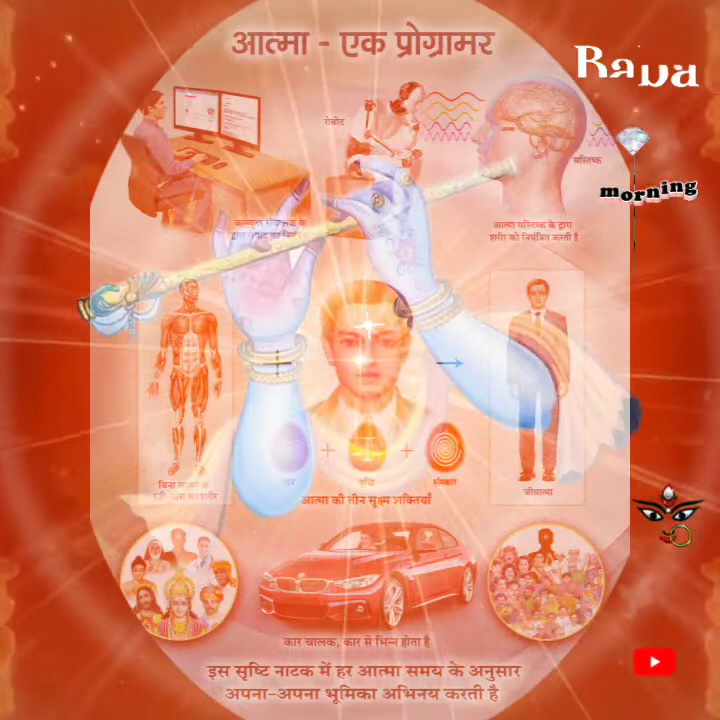 आत्मा - एक प्रोग्रामर
Rava
morning
रोबोट
मस्तिष्क
आत्मा मस्तिष्क के द्वारा
शरीर को नियंत्रित करती है
संस्कार
आत्मा की तीन सूक्ष्म शक्तियाँ
जीवात्मा
कार चालक, कार से भिन्न होता है
इस सृष्टि नाटक में हर आत्मा समय के अनुसार
अपना-अपना भूमिका अभिनय करती है